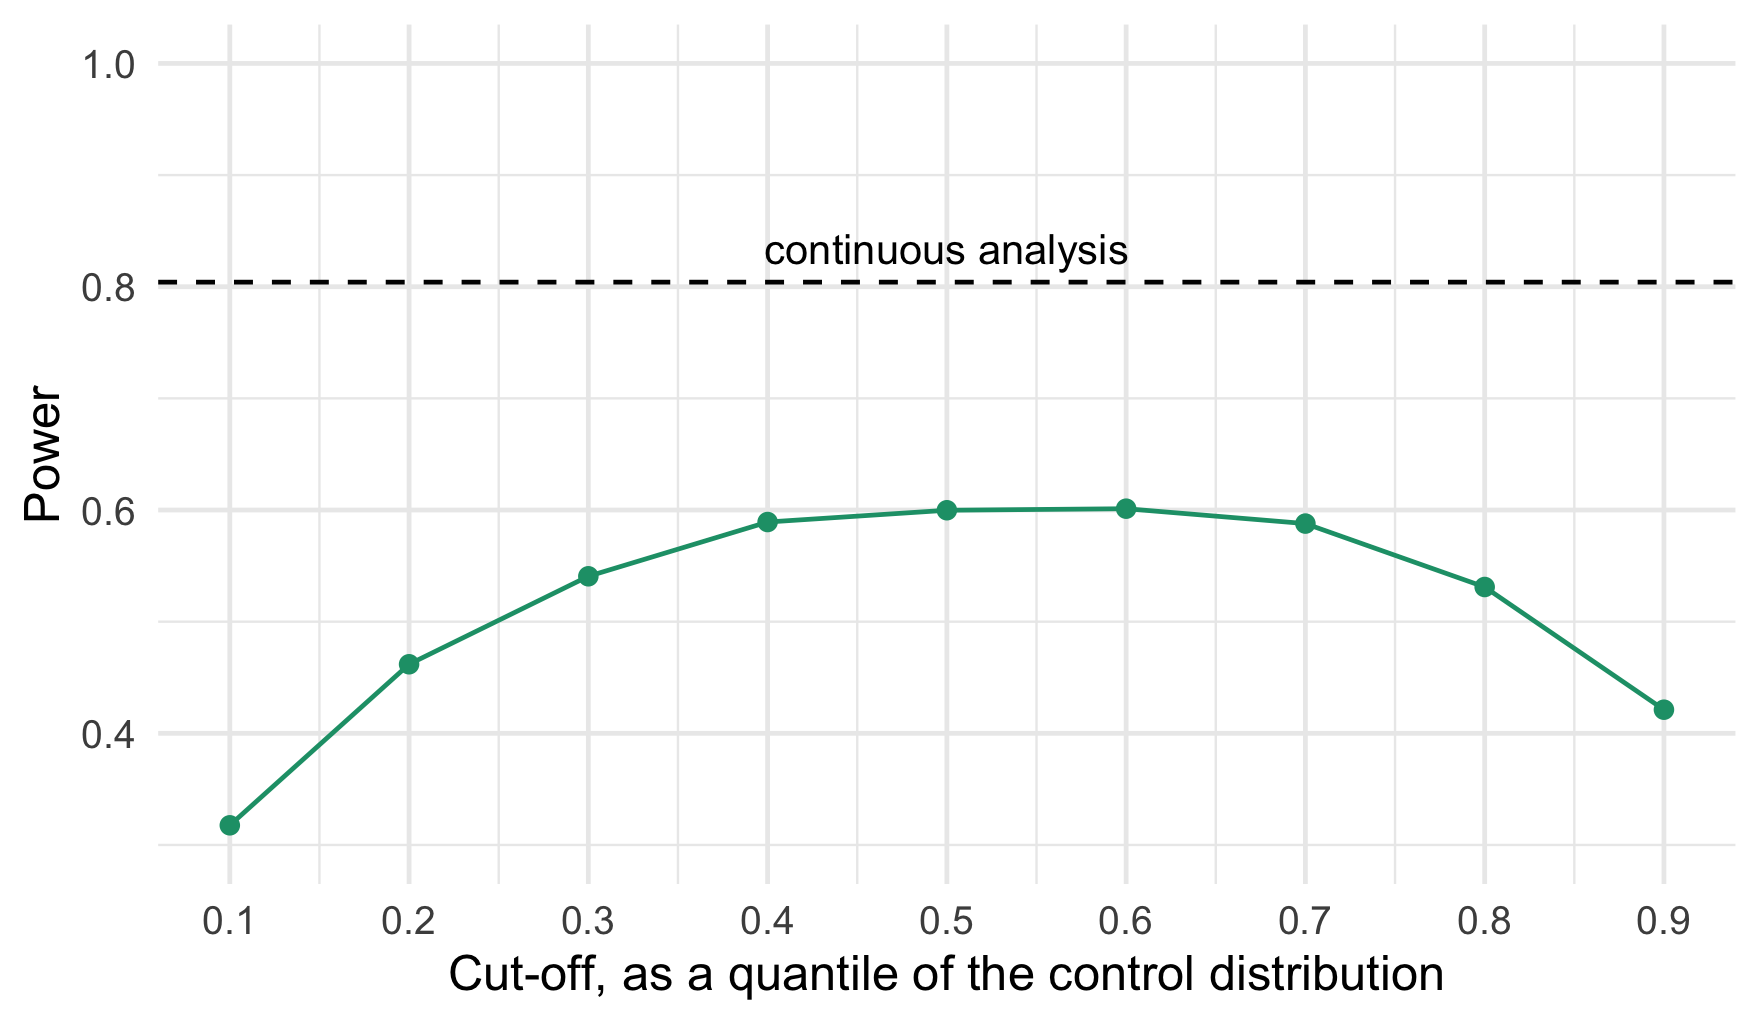 1.0
continuous analysis
0.8
Power
0.6
0.4
0.1 0.2 0.3 0.4 0.5 0.6 0.7 0.8 0.9
Cut-off, as a quantile of the control distribution